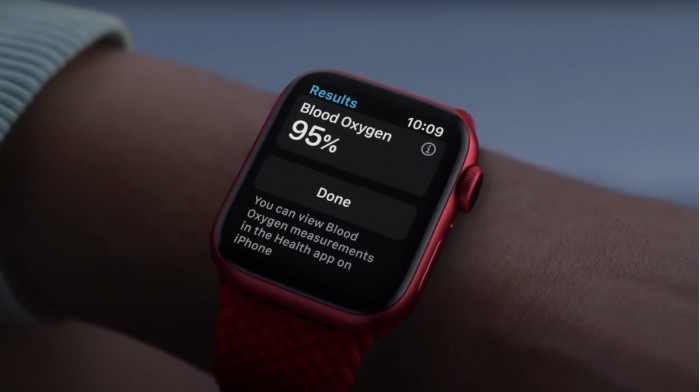 Results
10:09
Blood Oxygen
95%
Done
You can view Blood
Oxygen measurements
in the Health app on
iPhone